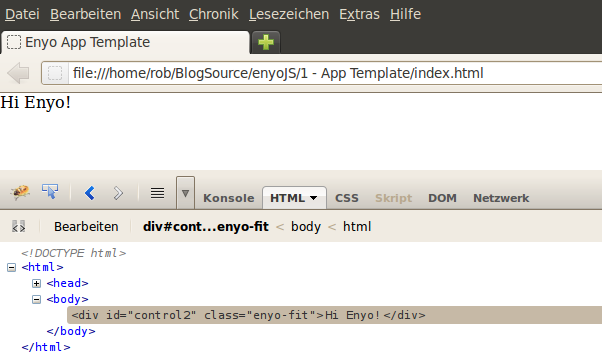 Datei Bearbeiten Ansicht Chronik Lesezeichen Extras Hilfe
Enyo App Template
file:///home/rob/BlogSource/enyoJS/1 - App Template/index.html
Hi Enyo!
Konsole HTML CSS Skript DOM Netzwerk
Bearbeiten div#cont...enyo-fit < body < html
<!DOCTYPE html>
<html>
<head>
<body>
<div id="control2" class="enyo-fit">Hi Enyo!</div>
</body>
</html>